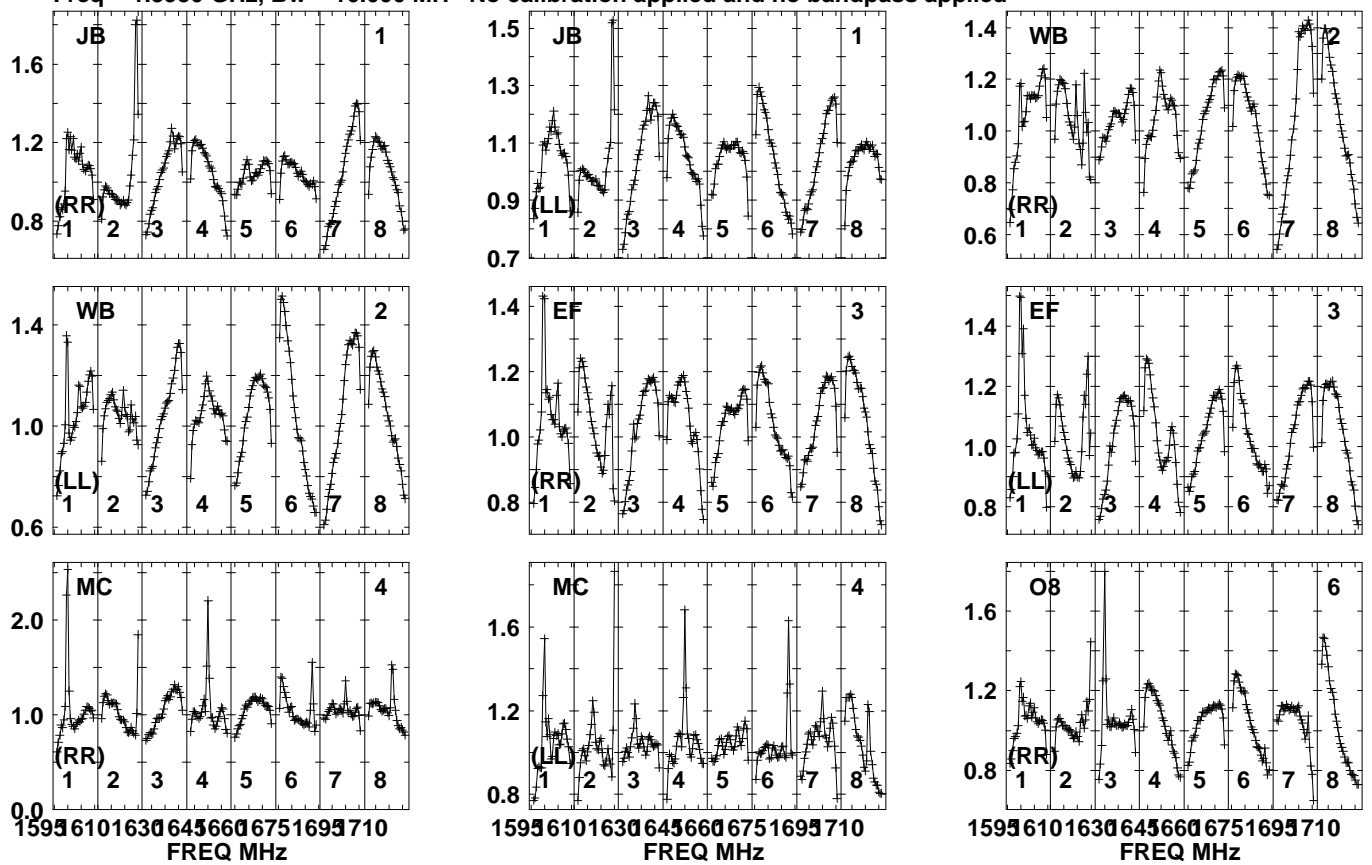 No calibration applied and no bandpass applied
JB 1 JB 1 WB 2
1.6 1.5 1.4
1.2 1.3 1.2
0.8 1.1 1.0
0.9 0.8
0.7 0.6
(RR) (LL) (RR)
1 2 3 4 5 6 7 8 1 2 3 4 5 6 7 8 1 2 3 4 5 6 7 8
WB 2 EF 3 EF 3
1.4 1.4 1.4
1.0 1.2 1.2
0.6 1.0 1.0
0.8 0.8
(LL) (RR) (LL)
1 2 3 4 5 6 7 8 1 2 3 4 5 6 7 8 1 2 3 4 5 6 7 8
MC 4 MC 4 O8 6
2.0 1.6 1.6
1.0 1.2 1.2
0.0 0.8 0.8
(RR) (LL) (RR)
1 2 3 4 5 6 7 8 1 2 3 4 5 6 7 8 1 2 3 4 5 6 7 8
1595 1610 1630 1645 1660 1675 1695 1710 1595 1610 1630 1645 1660 1675 1695 1710 1595 1610 1630 1645 1660 1675 1695 1710
FREQ MHz FREQ MHz FREQ MHz